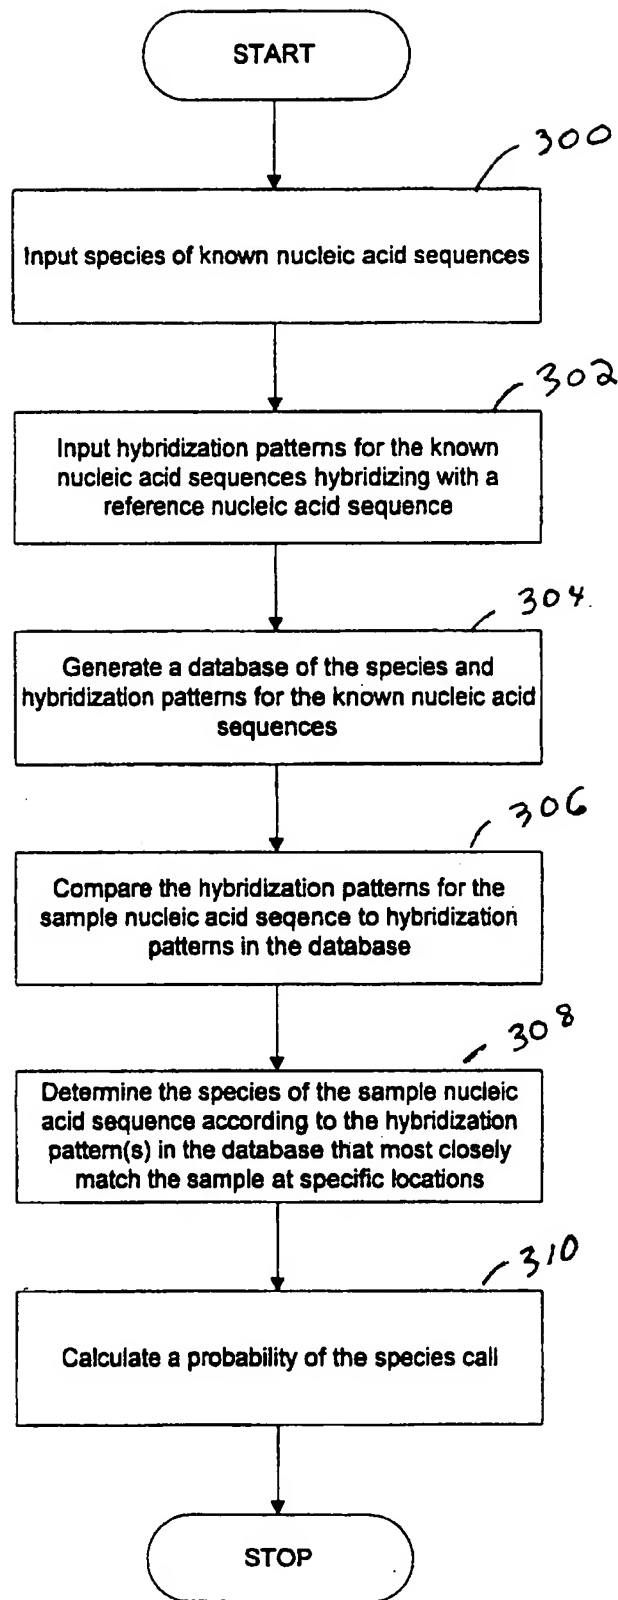 START
300
Input species of known nucleic acid sequences
302
Input hybridization patterns for the known
nucleic acid sequences hybridizing with a
reference nucleic acid sequence
304
Generate a database of the species and
hybridization patterns for the known nucleic acid
sequences
306
Compare the hybridization patterns for the
sample nucleic acid seqence to hybridization
patterns in the database
308
Determine the species of the sample nucleic
acid sequence according to the hybridization
pattern(s) in the database that most closely
match the sample at specific locations
310
Calculate a probability of the species call
STOP